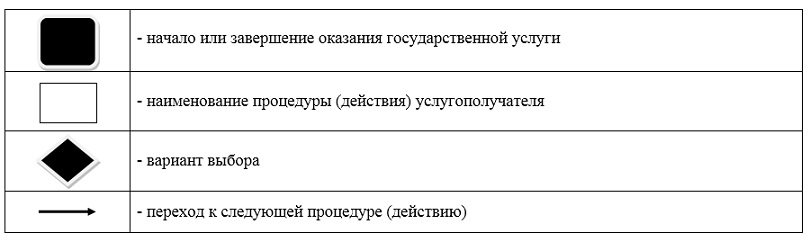 - начало или завершение оказания государственной услуги
- наименование процедуры (действия) услугополучателя
- вариант выбора
- переход к следующей процедуре (действию)